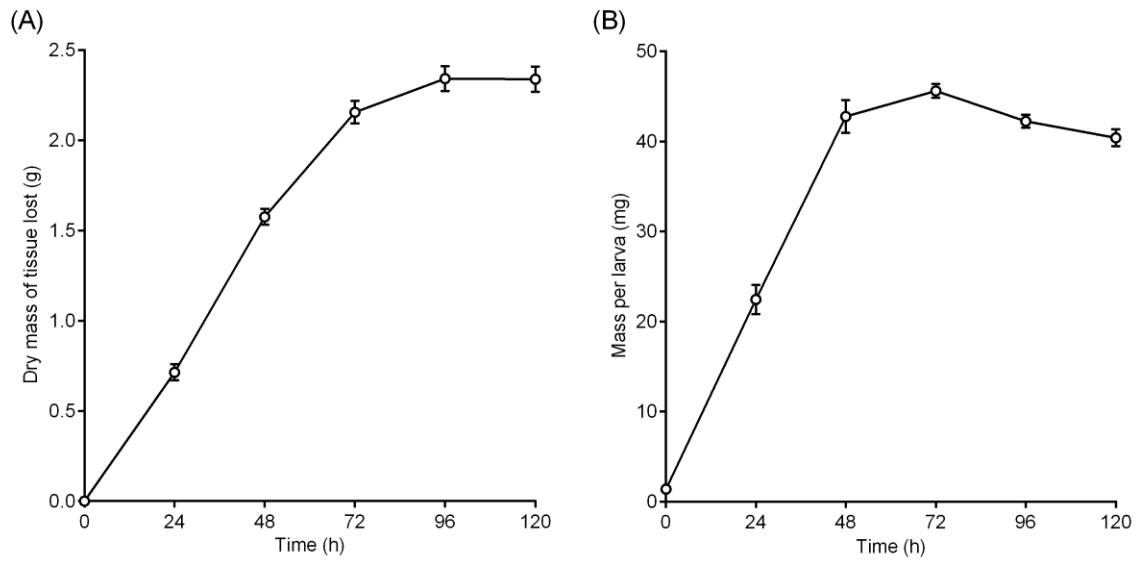 (A)
Dry mass of tissue lost (g)
2.5
2.0
1.5
1.0
0.5
0.0
0 24 48 72 96 120
Time (h)
(B)
Mass per larva (mg)
50
40
30
20
10
0
0 24 48 72 96 120
Time (h)